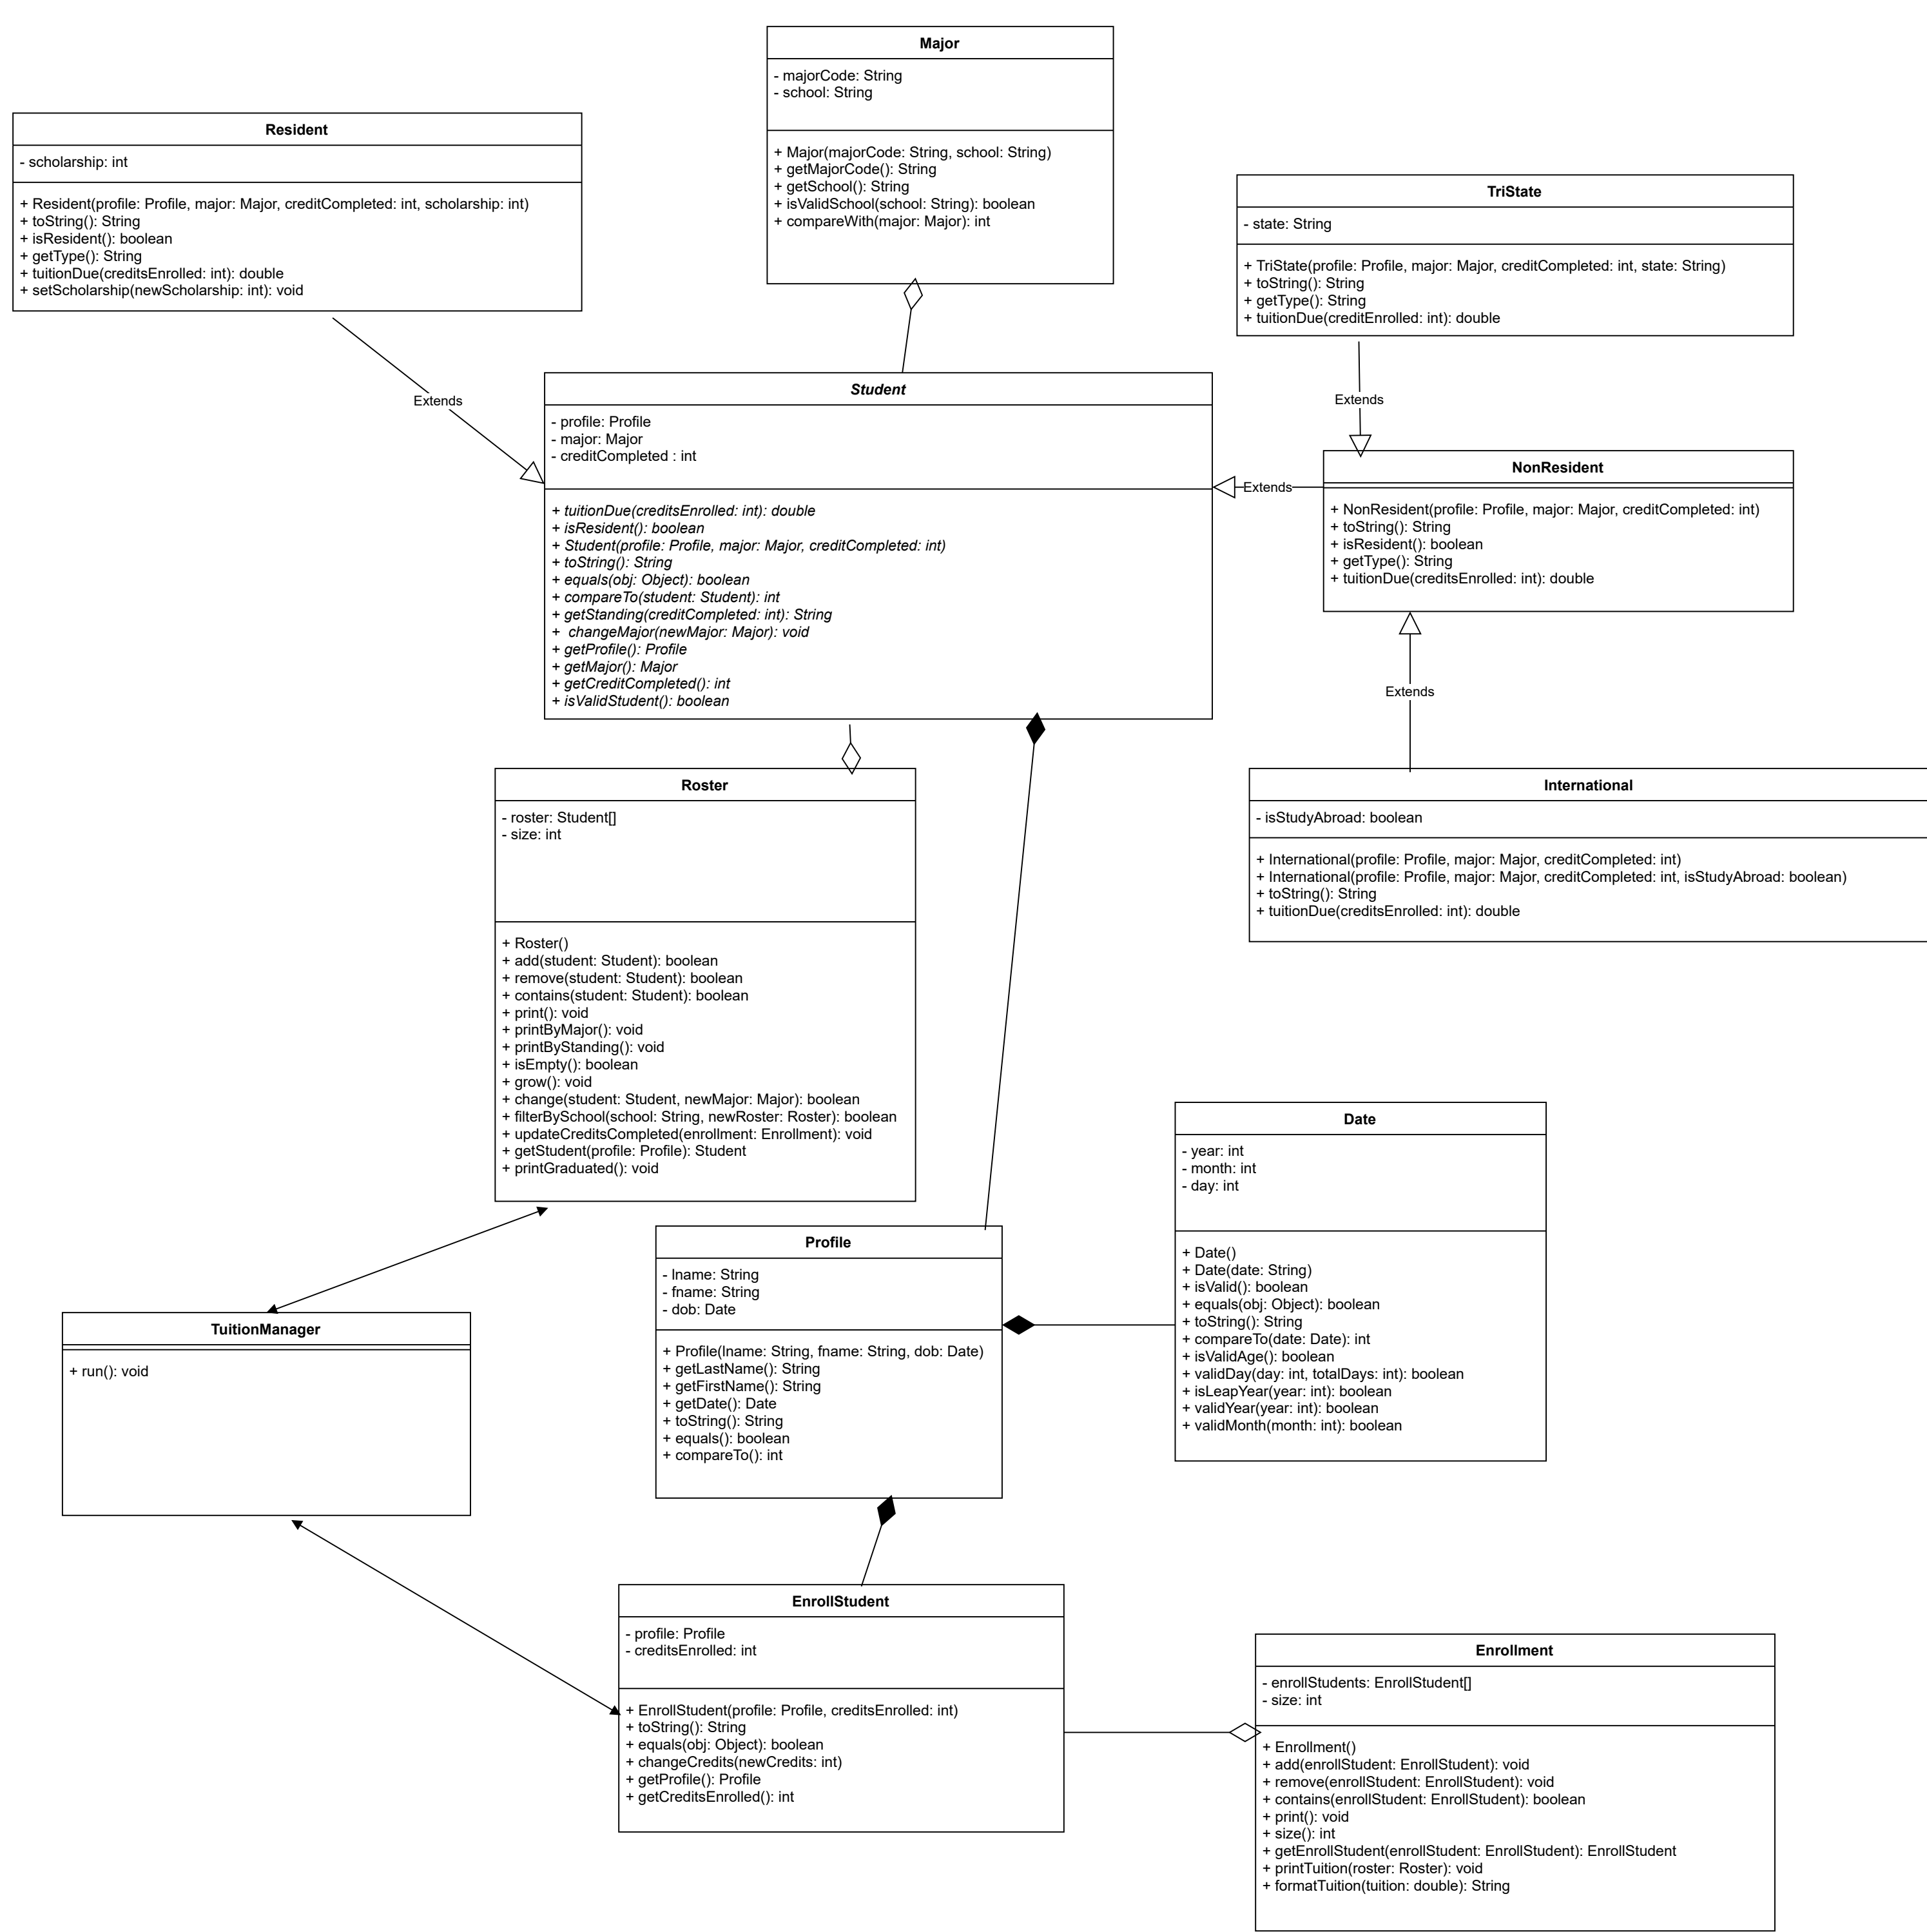 Major
- majorCode: String
- school: String
+ Major(majorCode: String, school: String)
+ getMajorCode(): String
+ getSchool(): String
+ isValidSchool(school: String): boolean
+ compareWith(major: Major): int
Resident
- scholarship: int
+ Resident(profile: Profile, major: Major, creditCompleted: int, scholarship: int)
+ toString(): String
+ isResident(): boolean
+ getType(): String
+ tuitionDue(creditsEnrolled: int): double
+ setScholarship(newScholarship: int): void
TriState
- state: String
+ TriState(profile: Profile, major: Major, creditCompleted: int, state: String)
+ toString(): String
+ getType(): String
+ tuitionDue(creditEnrolled: int): double
Extends
Extends
Student
- profile: Profile
- major: Major
- creditCompleted : int
+ tuitionDue(creditsEnrolled: int): double
+ isResident(): boolean
+ Student(profile: Profile, major: Major, creditCompleted: int)
+ toString(): String
+ equals(obj: Object): boolean
+ compareTo(student: Student): int
+ getStanding(creditCompleted: int): String
+  changeMajor(newMajor: Major): void
+ getProfile(): Profile
+ getMajor(): Major
+ getCreditCompleted(): int
+ isValidStudent(): boolean
Extends
NonResident
+ NonResident(profile: Profile, major: Major, creditCompleted: int)
+ toString(): String
+ isResident(): boolean
+ getType(): String
+ tuitionDue(creditsEnrolled: int): double
Extends
International
- isStudyAbroad: boolean
+ International(profile: Profile, major: Major, creditCompleted: int)
+ International(profile: Profile, major: Major, creditCompleted: int, isStudyAbroad: boolean)
+ toString(): String
+ tuitionDue(creditsEnrolled: int): double
Roster
- roster: Student[]
- size: int
+ Roster()
+ add(student: Student): boolean
+ remove(student: Student): boolean
+ contains(student: Student): boolean
+ print(): void
+ printByMajor(): void
+ printByStanding(): void
+ isEmpty(): boolean
+ grow(): void
+ change(student: Student, newMajor: Major): boolean
+ filterBySchool(school: String, newRoster: Roster): boolean
+ updateCreditsCompleted(enrollment: Enrollment): void
+ getStudent(profile: Profile): Student
+ printGraduated(): void
Date
- year: int
- month: int
- day: int
+ Date()
+ Date(date: String)
+ isValid(): boolean
+ equals(obj: Object): boolean
+ toString(): String
+ compareTo(date: Date): int
+ isValidAge(): boolean
+ validDay(day: int, totalDays: int): boolean
+ isLeapYear(year: int): boolean
+ validYear(year: int): boolean
+ validMonth(month: int): boolean
Profile
- lname: String
- fname: String
- dob: Date
+ Profile(lname: String, fname: String, dob: Date)
+ getLastName(): String
+ getFirstName(): String
+ getDate(): Date
+ toString(): String
+ equals(): boolean
+ compareTo(): int
TuitionManager
+ run(): void
EnrollStudent
- profile: Profile
- creditsEnrolled: int
+ EnrollStudent(profile: Profile, creditsEnrolled: int)
+ toString(): String
+ equals(obj: Object): boolean
+ changeCredits(newCredits: int)
+ getProfile(): Profile
+ getCreditsEnrolled(): int
Enrollment
- enrollStudents: EnrollStudent[]
- size: int
+ Enrollment()
+ add(enrollStudent: EnrollStudent): void
+ remove(enrollStudent: EnrollStudent): void
+ contains(enrollStudent: EnrollStudent): boolean
+ print(): void
+ size(): int
+ getEnrollStudent(enrollStudent: EnrollStudent): EnrollStudent
+ printTuition(roster: Roster): void
+ formatTuition(tuition: double): String